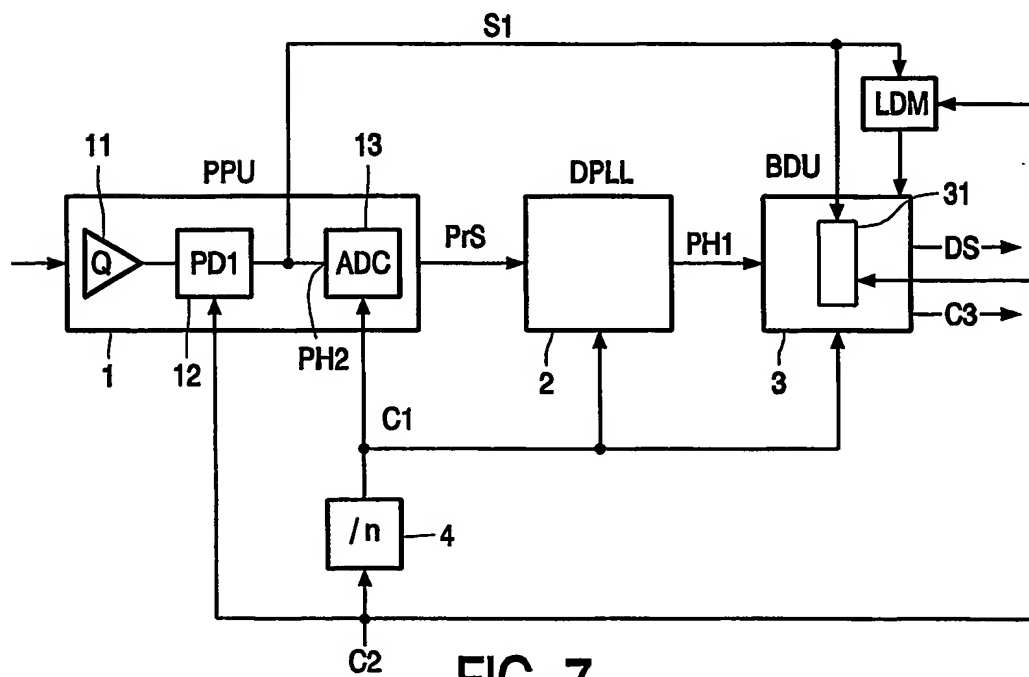 S1
LDM
11
PPU
13
DPLL
BDU
31
Q
PD1
ADC
PrS
PH1
DS
C3
1
12
PH2
2
3
C1
/n
4
C2